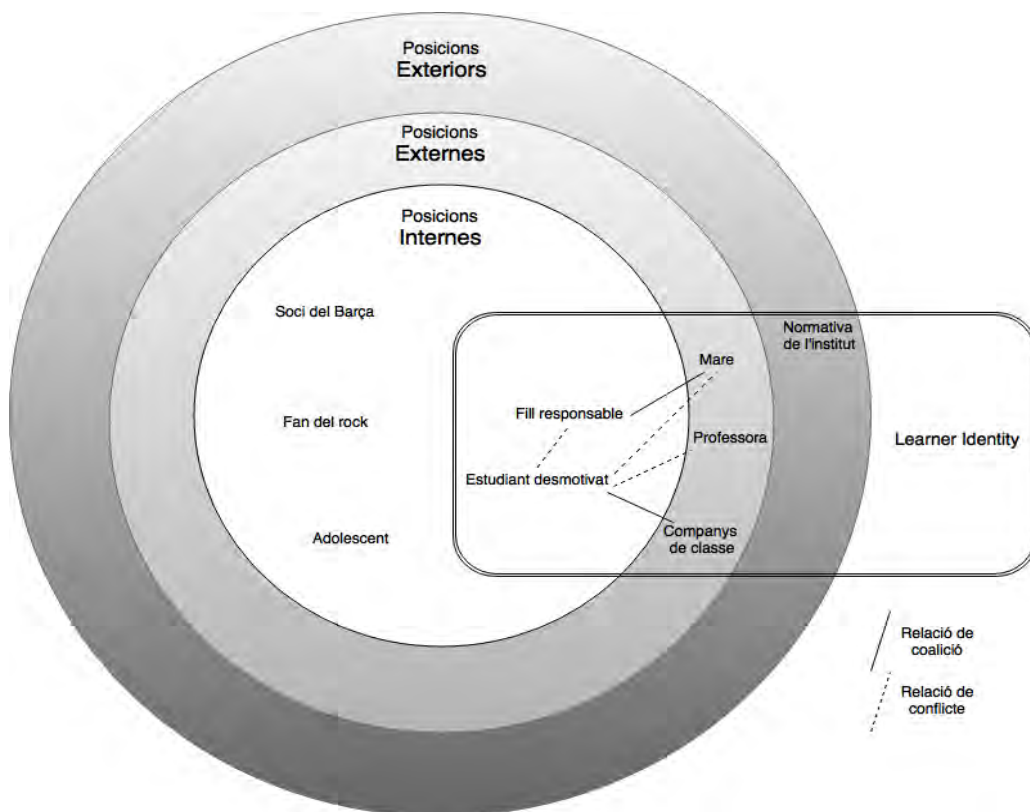 Posicions
Exteriors
Posicions
Externes
Posicions
Internes
Soci del Barça
Normativa
de l'institut
Mare
Fill responsable
Fan del rock
Professora
Learner Identity
Estudiant desmotivat
Companys
de classe
Adolescent
Relació de
coalició
Relació de
conflicte